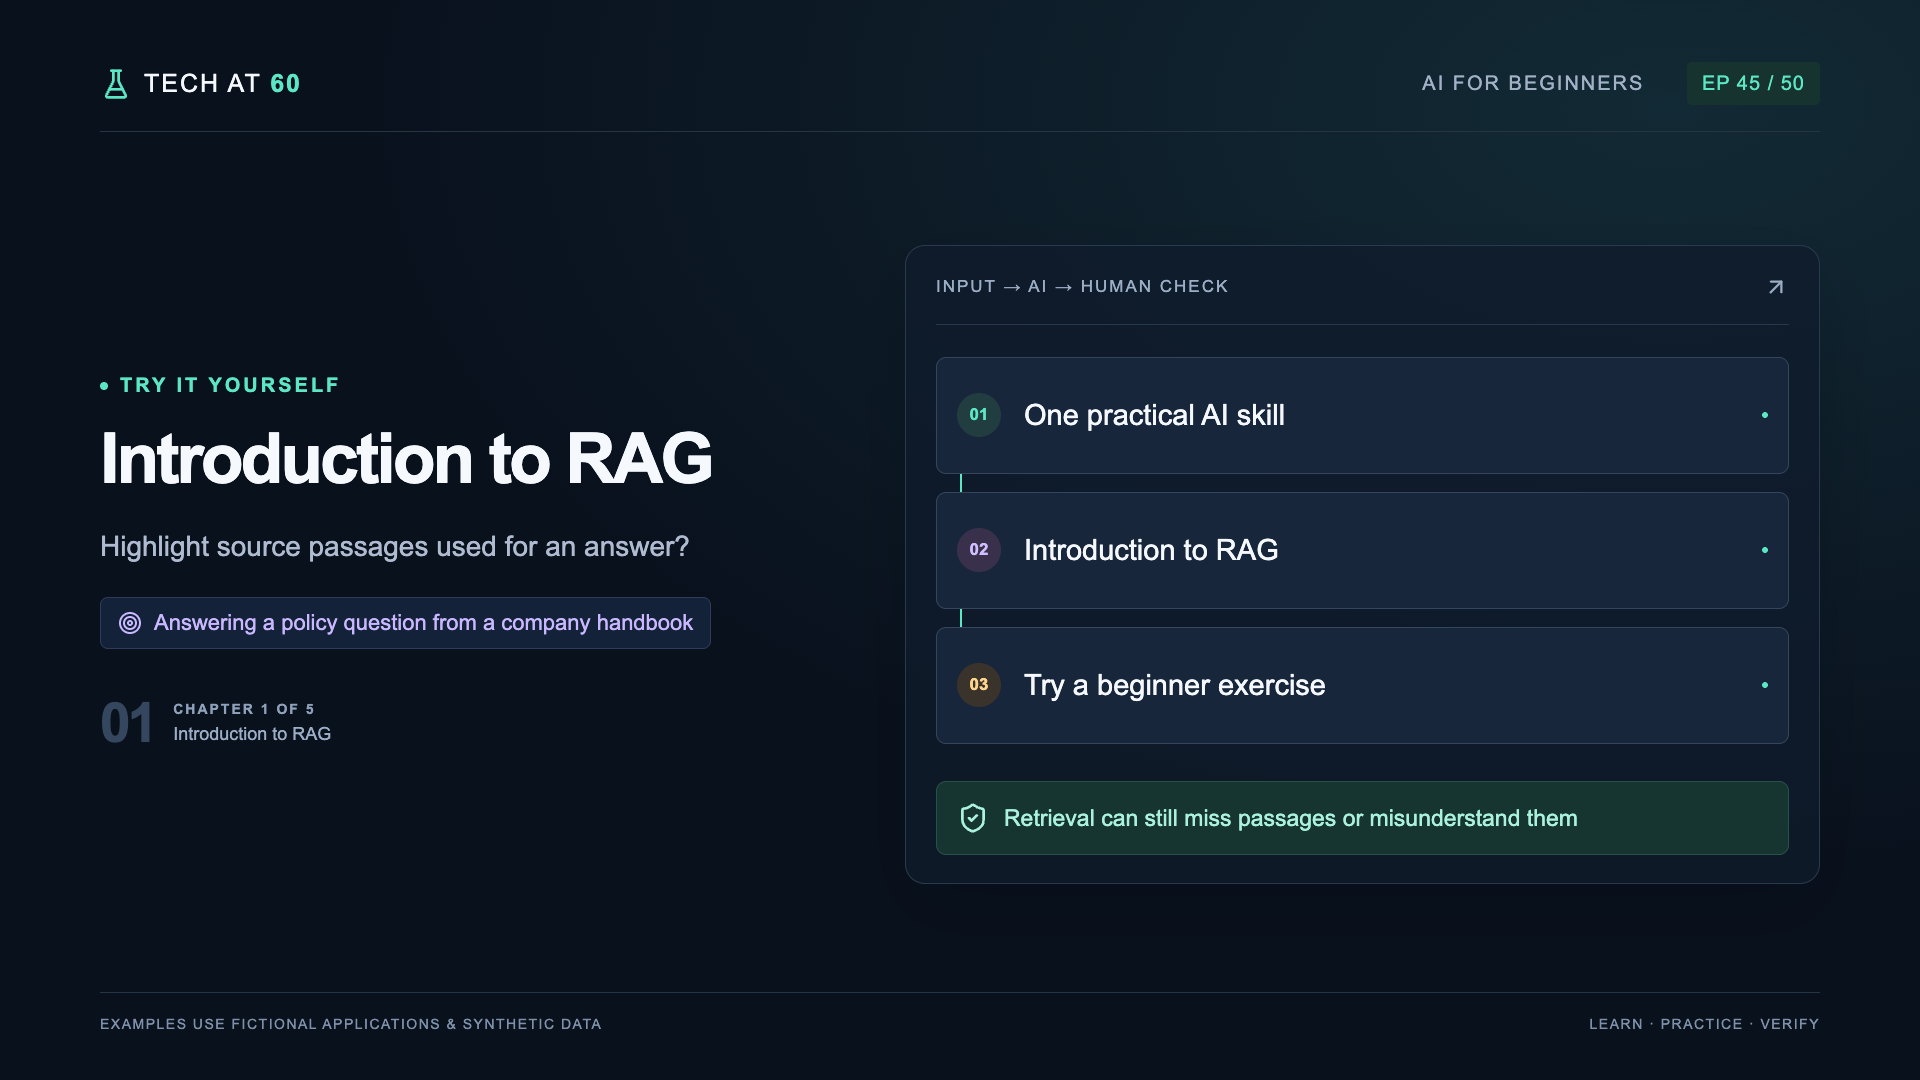 TECH AT 60
AI FOR BEGINNERS
EP 45 / 50
TRY IT YOURSELF
Introduction to RAG
Highlight source passages used for an answer?
Answering a policy question from a company handbook
01
CHAPTER 1 OF 5
Introduction to RAG
INPUT → AI → HUMAN CHECK
01 One practical AI skill
02 Introduction to RAG
03 Try a beginner exercise
Retrieval can still miss passages or misunderstand them
EXAMPLES USE FICTIONAL APPLICATIONS & SYNTHETIC DATA
LEARN · PRACTICE · VERIFY